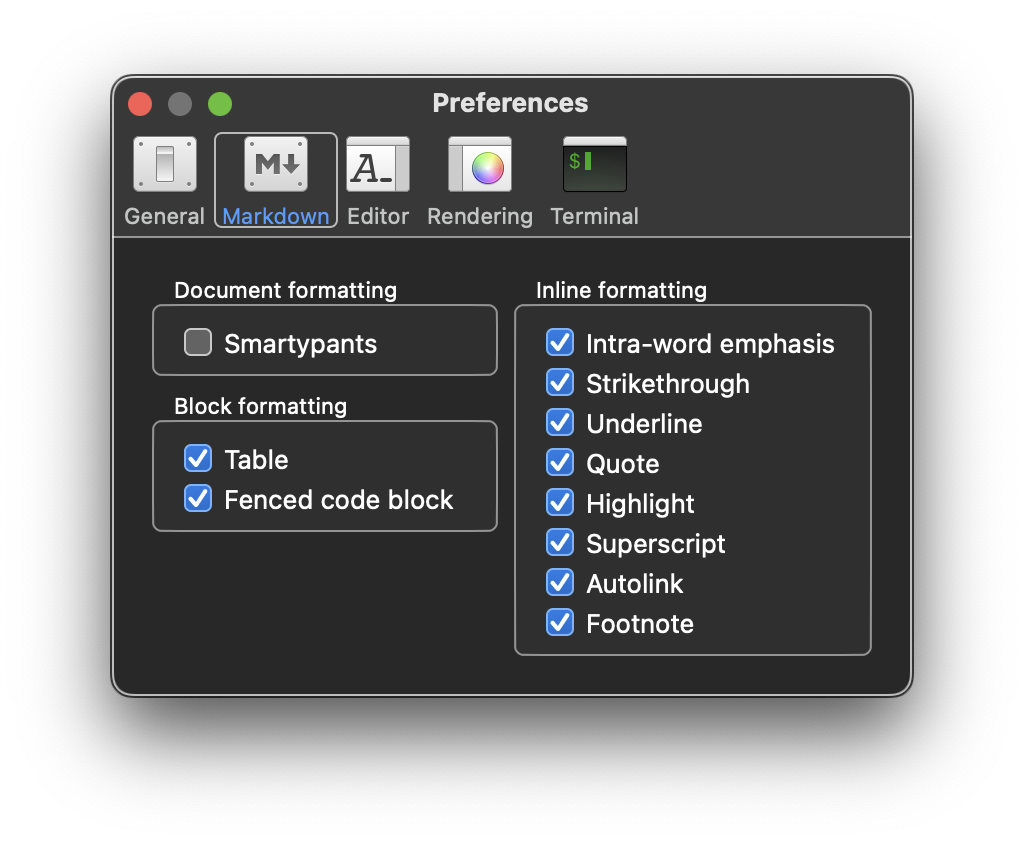 Preferences
M↓
A_
$
General Markdown Editor Rendering Terminal
Document formatting
Smartypants
Block formatting
Table
Fenced code block
Inline formatting
Intra-word emphasis
Strikethrough
Underline
Quote
Highlight
Superscript
Autolink
Footnote